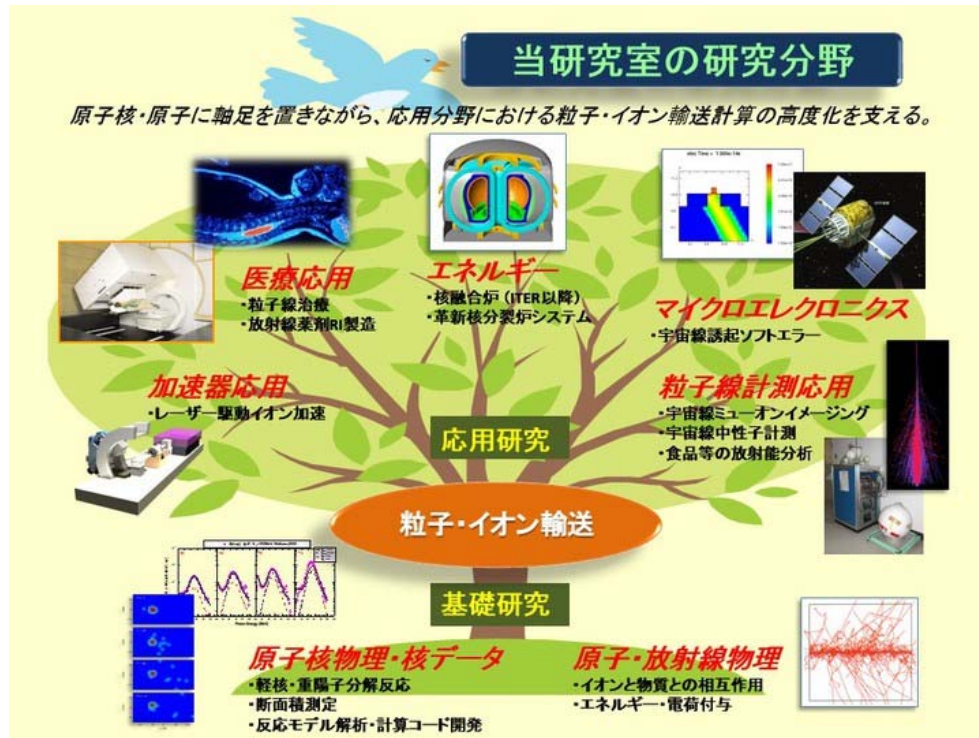 当研究室の研究分野
原子核・原子に軸足を置きながら、応用分野における粒子・イオン輸送計算の高度化を支える。
医療応用
・粒子線治療
・放射線薬剤RI製造
エネルギー
・核融合炉(ITER以降)
・革新核分裂炉システム
マイクロエレクロニクス
・宇宙線誘起ソフトエラー
加速器応用
・レーザー駆動イオン加速
粒子線計測応用
・宇宙線ミューオンイメージング
・宇宙線中性子計測
・食品等の放射能分析
応用研究
粒子・イオン輸送
基礎研究
原子核物理・核データ
・軽核・重陽子分解反応
・断面積測定
・反応モデル解析・計算コード開発
原子・放射線物理
・イオンと物質との相互作用
・エネルギー・電荷付与